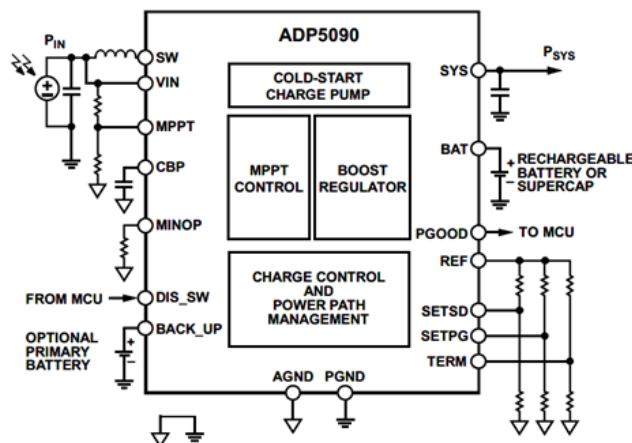 ADP5090
P_IN
SW
VIN
MPPT
CBP
MINOP
FROM MCU
DIS_SW
BACK_UP
OPTIONAL
PRIMARY
BATTERY
+
−
COLD-START
CHARGE PUMP
MPPT
CONTROL
BOOST
REGULATOR
CHARGE CONTROL
AND
POWER PATH
MANAGEMENT
AGND
PGND
SYS
P_SYS
BAT
+
−
RECHARGEABLE
BATTERY OR
SUPERCAP
PGOOD
TO MCU
REF
SETSD
SETPG
TERM